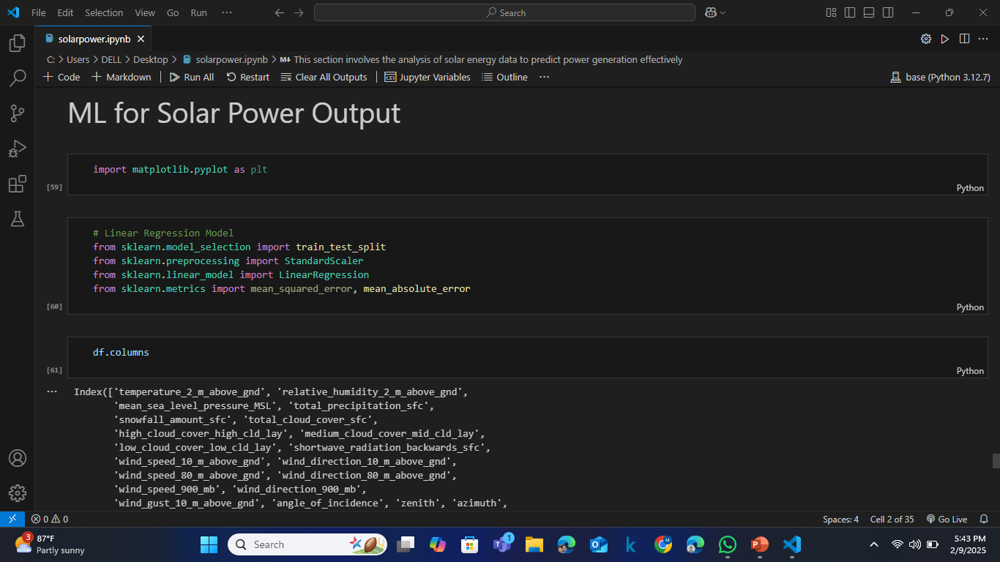 File Edit Selection View Go Run ···
Search
solarpower.ipynb
C: > Users > DELL > Desktop > solarpower.ipynb > M↓ This section involves the analysis of solar energy data to predict power generation effectively
+ Code + Markdown | Run All Restart Clear All Outputs | Jupyter Variables Outline ···
base (Python 3.12.7)
ML for Solar Power Output
import matplotlib.pyplot as plt
[59]
Python
# Linear Regression Model
from sklearn.model_selection import train_test_split
from sklearn.preprocessing import StandardScaler
from sklearn.linear_model import LinearRegression
from sklearn.metrics import mean_squared_error, mean_absolute_error
[60]
Python
df.columns
[61]
Python
··· Index(['temperature_2_m_above_gnd', 'relative_humidity_2_m_above_gnd',
'mean_sea_level_pressure_MSL', 'total_precipitation_sfc',
'snowfall_amount_sfc', 'total_cloud_cover_sfc',
'high_cloud_cover_high_cld_lay', 'medium_cloud_cover_mid_cld_lay',
'low_cloud_cover_low_cld_lay', 'shortwave_radiation_backwards_sfc',
'wind_speed_10_m_above_gnd', 'wind_direction_10_m_above_gnd',
'wind_speed_80_m_above_gnd', 'wind_direction_80_m_above_gnd',
'wind_speed_900_mb', 'wind_direction_900_mb',
'wind_gust_10_m_above_gnd', 'angle_of_incidence', 'zenith', 'azimuth',
0 0
Spaces: 4 Cell 2 of 35 Go Live
3
87°F
Partly sunny
Search
1
5:43 PM
2/9/2025